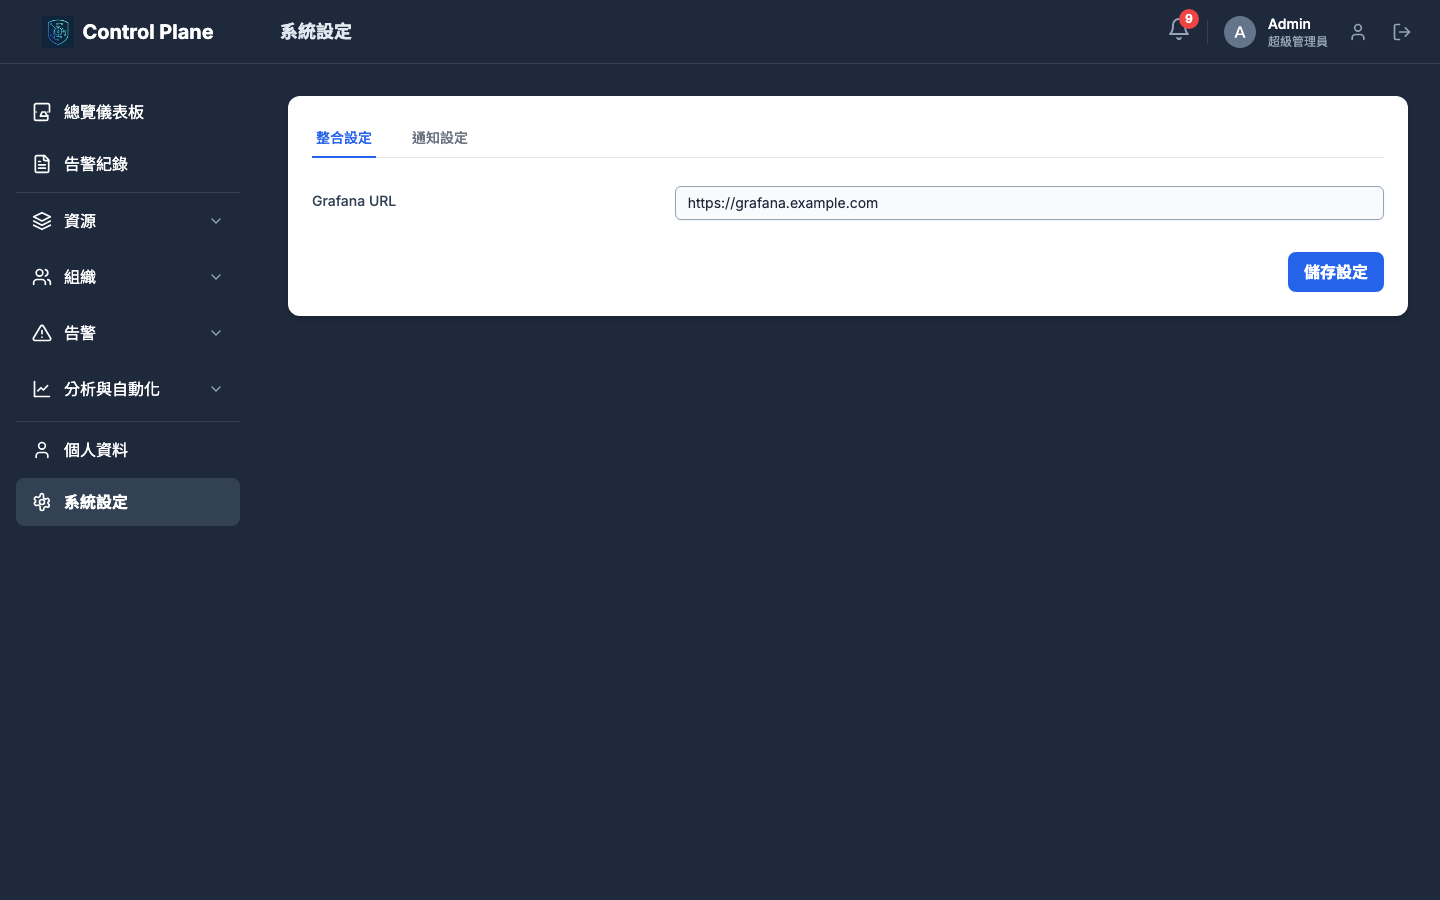 Control Plane
系統設定
9
A
Admin
超級管理員
總覽儀表板
告警紀錄
資源
組織
告警
分析與自動化
個人資料
系統設定
整合設定
通知設定
Grafana URL
https://grafana.example.com
儲存設定